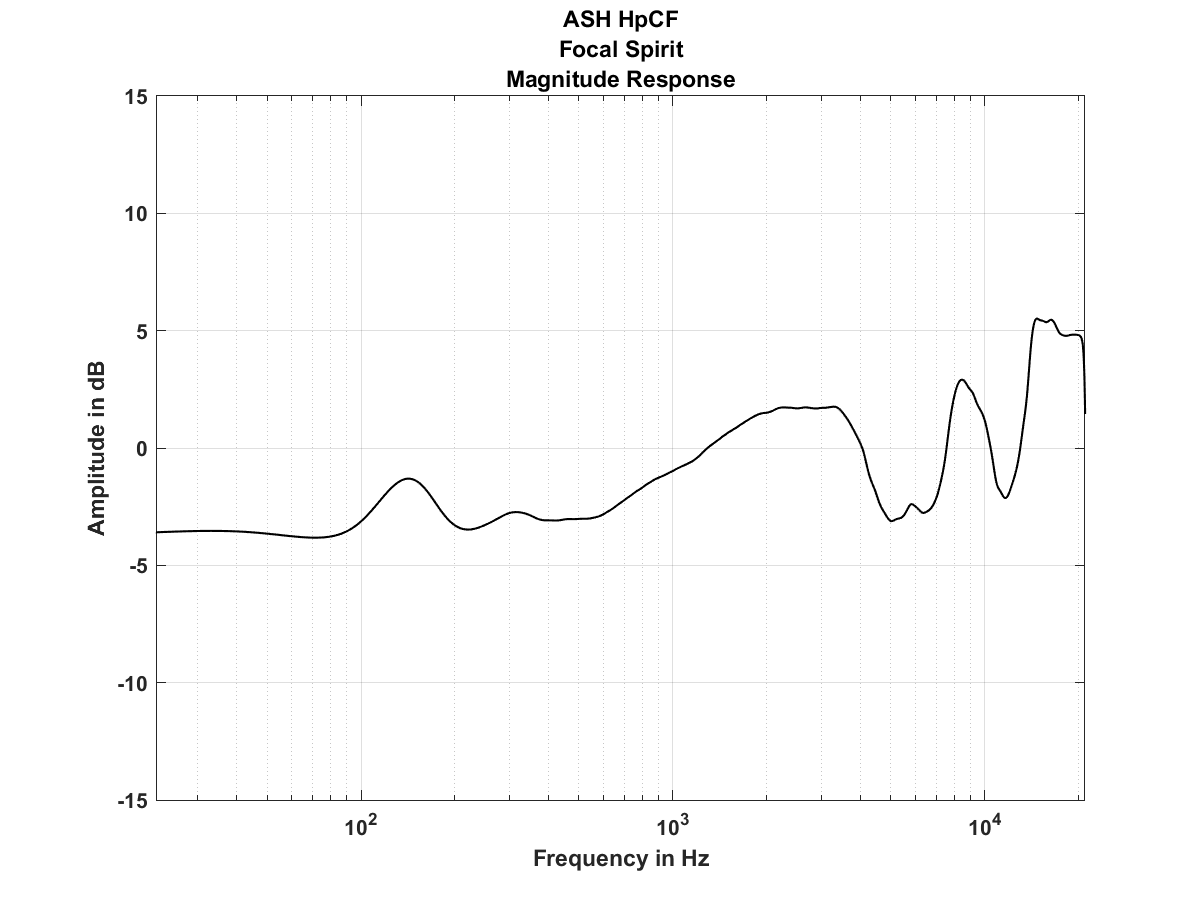 ASH HpCF
Focal Spirit
Magnitude Response
15
10
5
0
-5
-10
-15
Amplitude in dB
10² 10³ 10⁴
Frequency in Hz